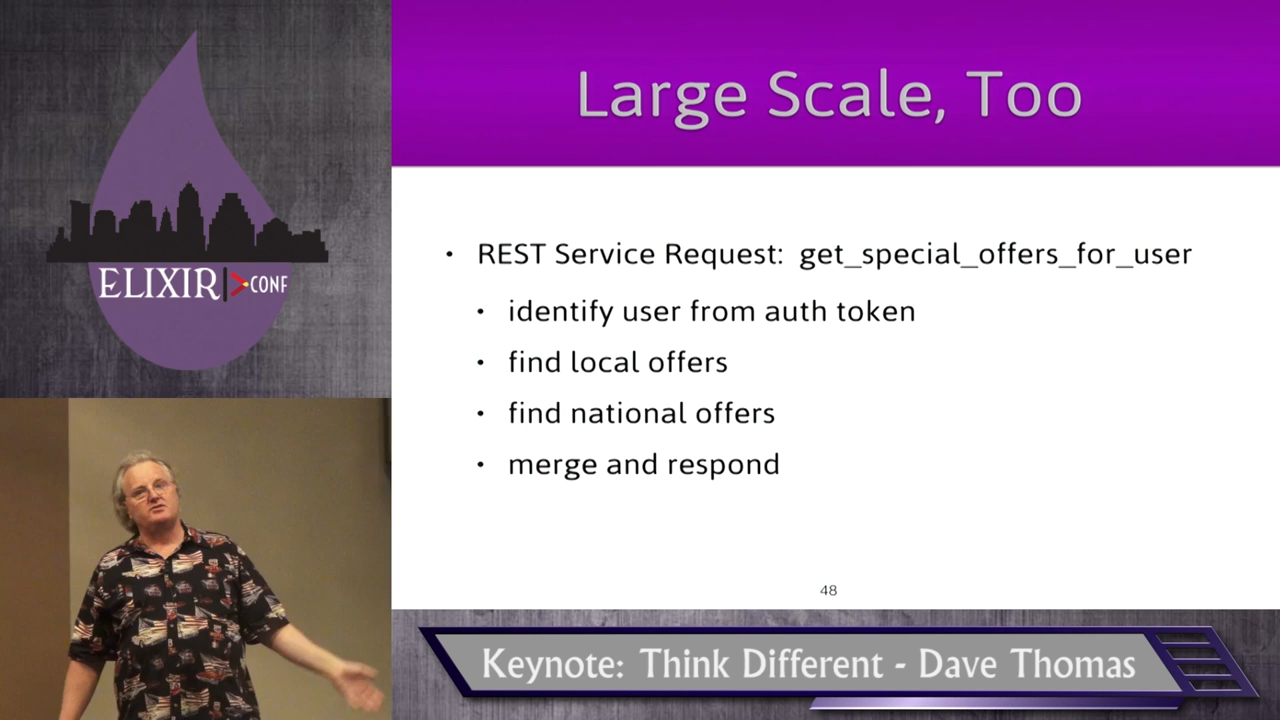 ELIXIR|>CONF
Large Scale, Too
• REST Service Request: get_special_offers_for_user
• identify user from auth token
• find local offers
• find national offers
• merge and respond
48
Keynote: Think Different - Dave Thomas